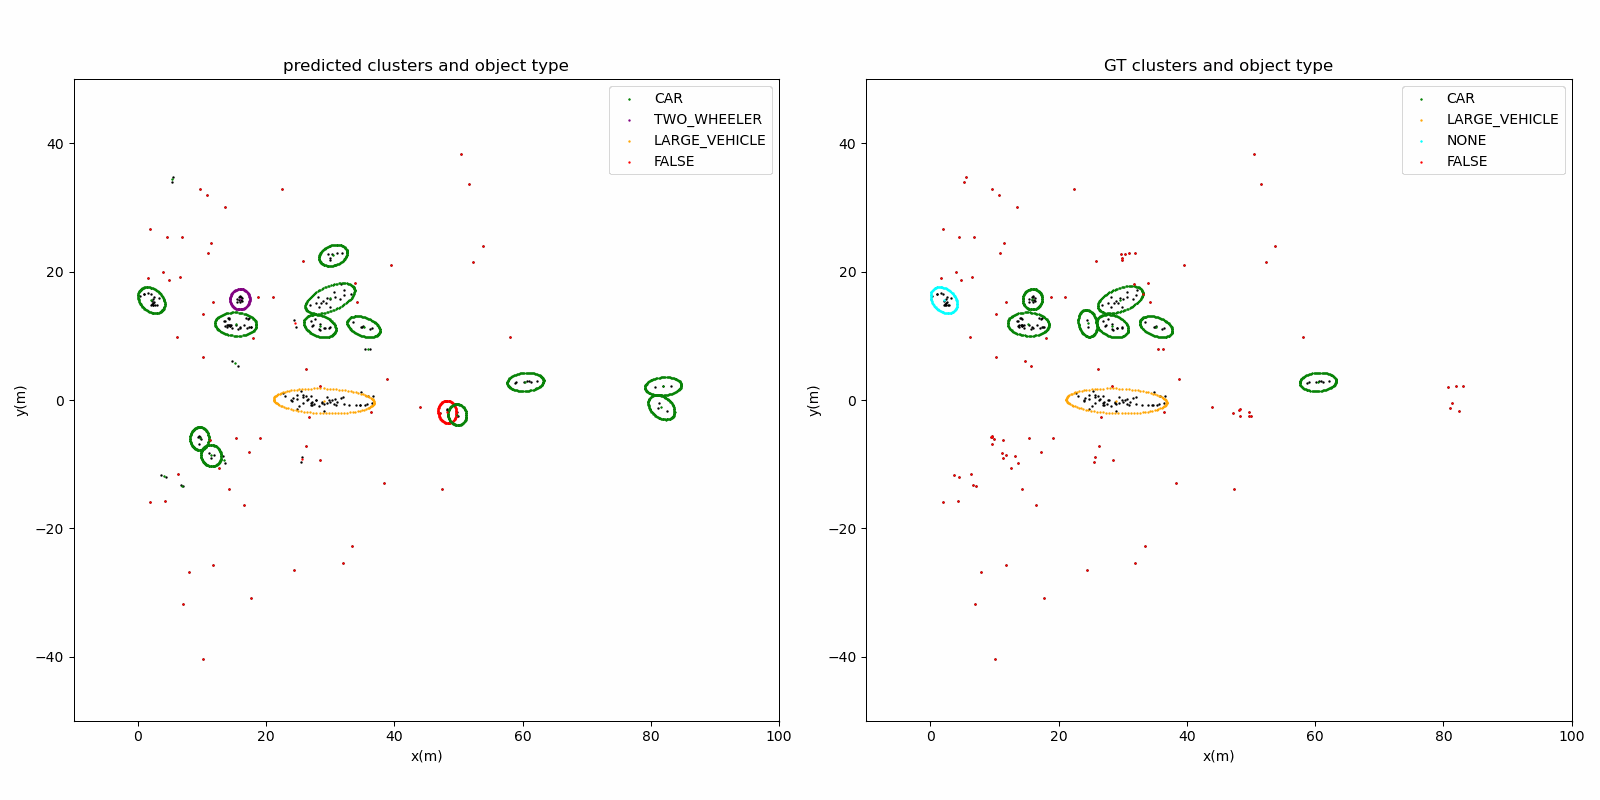 predicted clusters and object type
CAR
TWO_WHEELER
LARGE_VEHICLE
FALSE
40
20
0
−20
−40
y(m)
0 20 40 60 80 100
x(m)
GT clusters and object type
CAR
LARGE_VEHICLE
NONE
FALSE
40
20
0
−20
−40
y(m)
0 20 40 60 80 100
x(m)